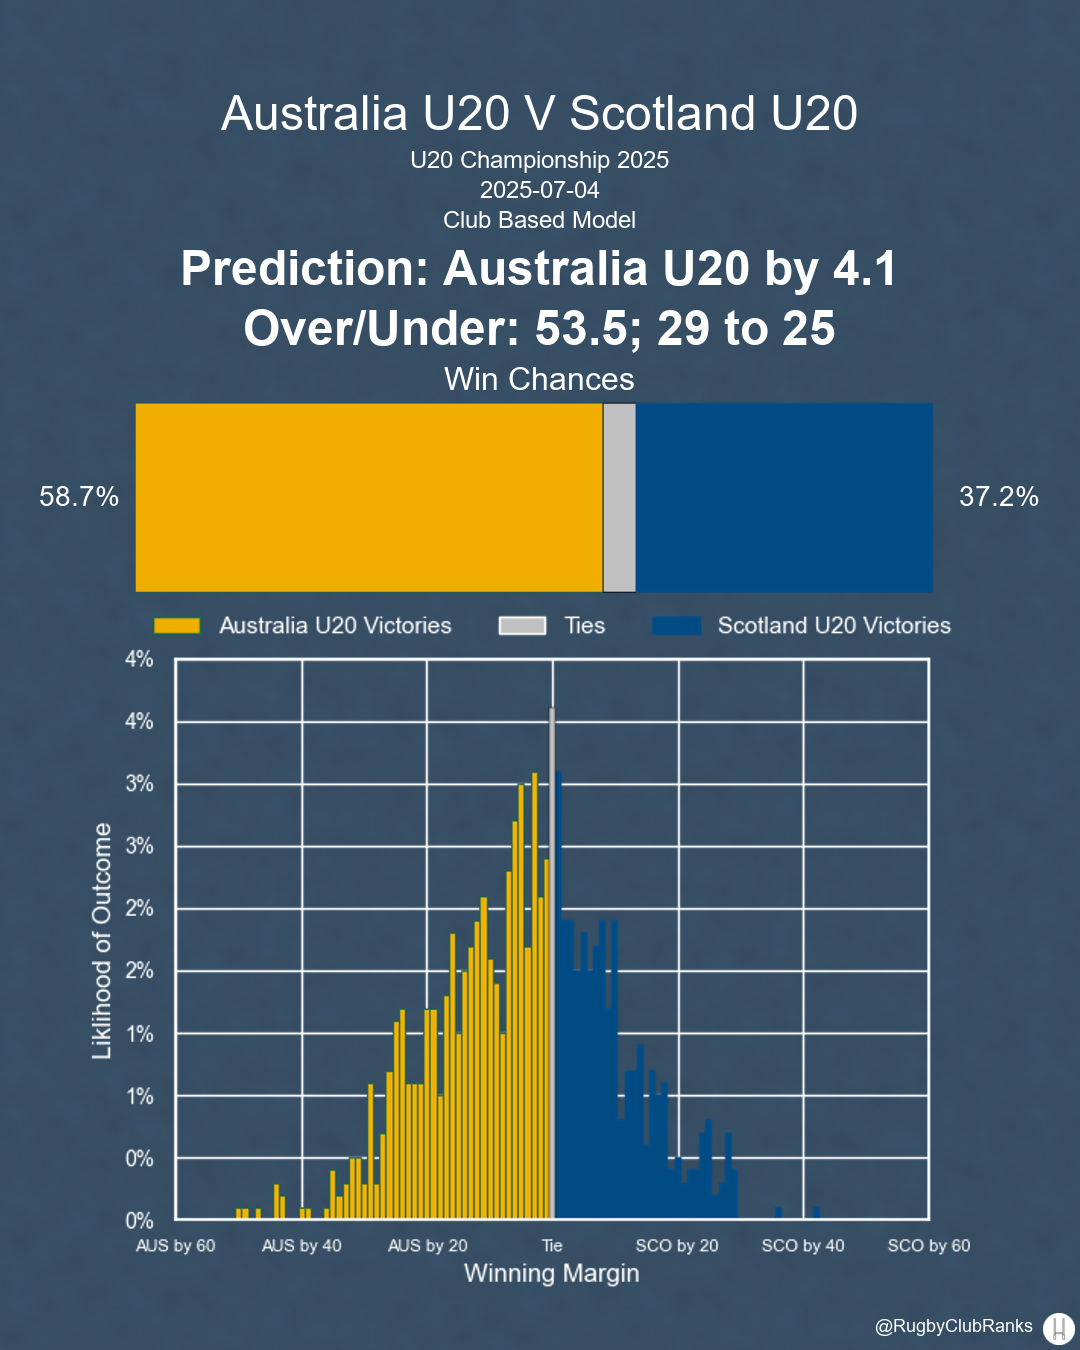 Australia U20 V Scotland U20
U20 Championship 2025
2025-07-04
Club Based Model
Prediction: Australia U20 by 4.1
Over/Under: 53.5; 29 to 25
Win Chances
58.7%
37.2%
Australia U20 Victories
Ties
Scotland U20 Victories
4%
4%
3%
3%
2%
2%
1%
1%
0%
0%
Liklihood of Outcome
AUS by 60
AUS by 40
AUS by 20
Tie
SCO by 20
SCO by 40
SCO by 60
Winning Margin
@RugbyClubRanks